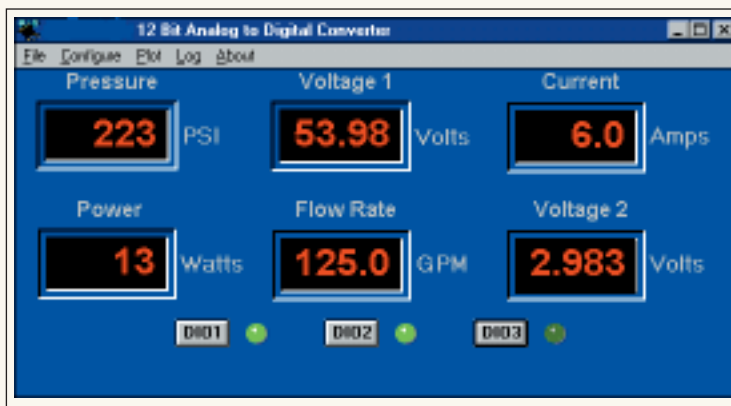 12 Bit Analog to Digital Converter
File Configure Plot Log About
Pressure Voltage 1 Current
223 PSI 53.98 Volts 6.0 Amps
Power Flow Rate Voltage 2
13 Watts 125.0 GPM 2.983 Volts
DIO1 DIO2 DIO3